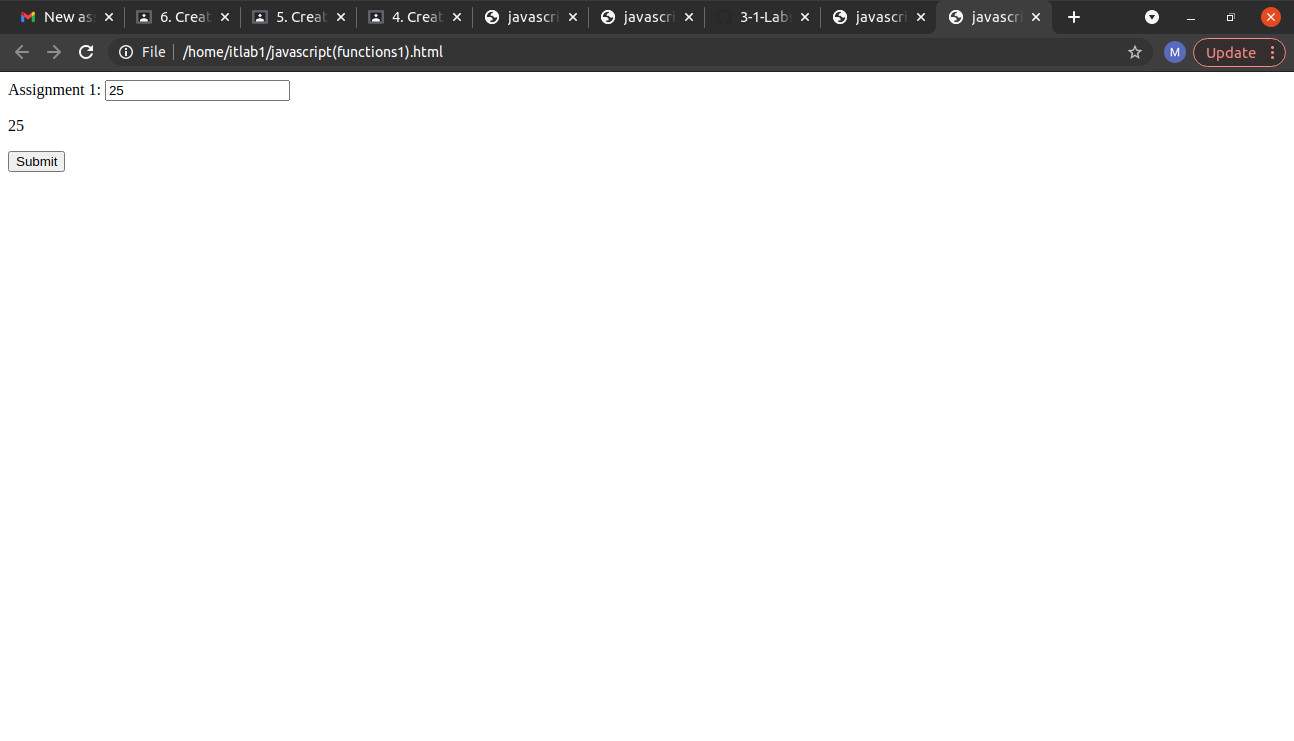 New as
6. Creat
5. Creat
4. Creat
javascri
javascri
3-1-Lab
javascri
javascri
File
/home/itlab1/javascript(functions1).html
M
Update
Assignment 1: 25
25
Submit